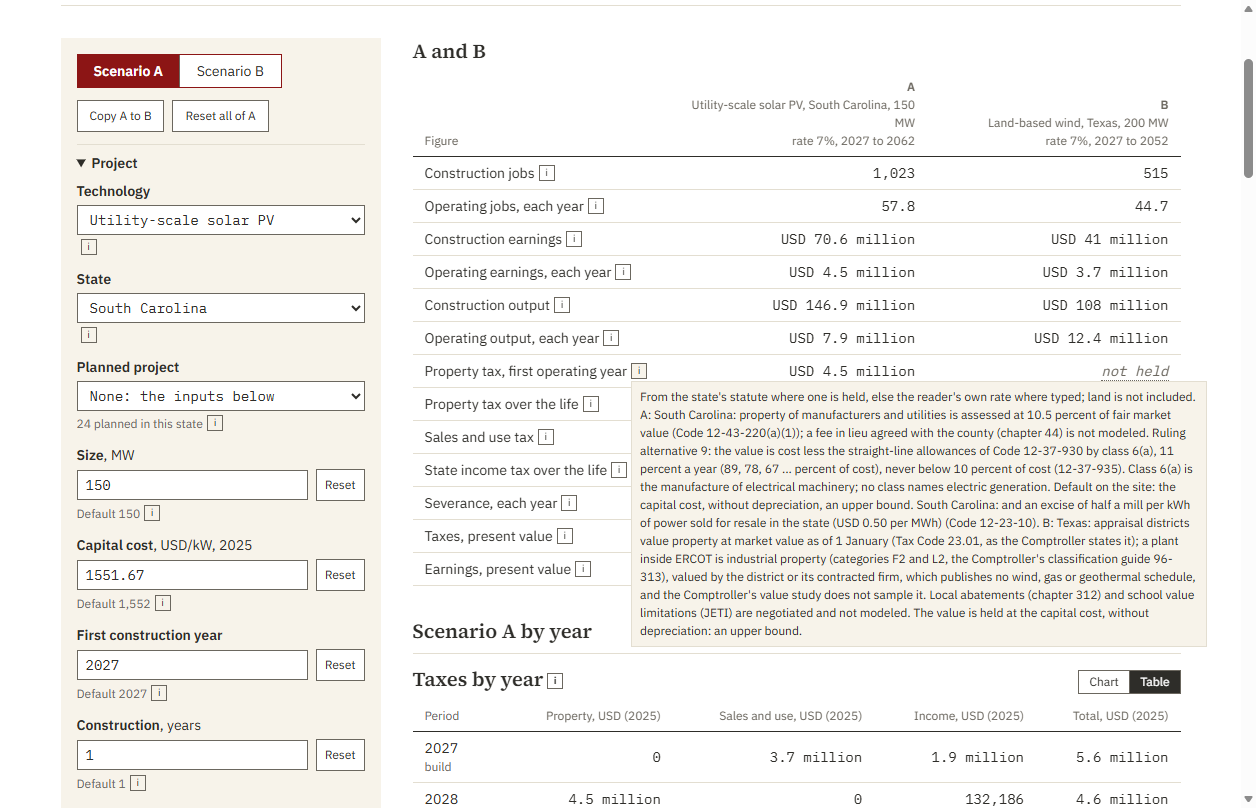 Scenario A
Scenario B
Copy A to B
Reset all of A
▼ Project
Technology
Utility-scale solar PV
i
State
South Carolina
i
Planned project
None: the inputs below
24 planned in this state i
Size, MW
150
Reset
Default 150 i
Capital cost, USD/kW, 2025
1551.67
Reset
Default 1,552 i
First construction year
2027
Reset
Default 2027 i
Construction, years
1
Reset
Default 1 i
A and B
A
Utility-scale solar PV, South Carolina, 150
MW
rate 7%, 2027 to 2062
B
Land-based wind, Texas, 200 MW
rate 7%, 2027 to 2052
Figure
Construction jobs i 1,023 515
Operating jobs, each year i 57.8 44.7
Construction earnings i USD 70.6 million USD 41 million
Operating earnings, each year i USD 4.5 million USD 3.7 million
Construction output i USD 146.9 million USD 108 million
Operating output, each year i USD 7.9 million USD 12.4 million
Property tax, first operating year i USD 4.5 million not held
Property tax over the life i
Sales and use tax i
State income tax over the life i
Severance, each year i
Taxes, present value i
Earnings, present value i
From the state's statute where one is held, else the reader's own rate where typed; land is not included.
A: South Carolina: property of manufacturers and utilities is assessed at 10.5 percent of fair market
value (Code 12-43-220(a)(1)); a fee in lieu agreed with the county (chapter 44) is not modeled. Ruling
alternative 9: the value is cost less the straight-line allowances of Code 12-37-930 by class 6(a), 11
percent a year (89, 78, 67 ... percent of cost), never below 10 percent of cost (12-37-935). Class 6(a) is
the manufacture of electrical machinery; no class names electric generation. Default on the site: the
capital cost, without depreciation, an upper bound. South Carolina: and an excise of half a mill per kWh
of power sold for resale in the state (USD 0.50 per MWh) (Code 12-23-10). B: Texas: appraisal districts
value property at market value as of 1 January (Tax Code 23.01, as the Comptroller states it); a plant
inside ERCOT is industrial property (categories F2 and L2, the Comptroller's classification guide 96-
313), valued by the district or its contracted firm, which publishes no wind, gas or geothermal schedule,
and the Comptroller's value study does not sample it. Local abatements (chapter 312) and school value
limitations (JETI) are negotiated and not modeled. The value is held at the capital cost, without
depreciation: an upper bound.
Scenario A by year
Taxes by year i
Chart
Table
Period Property, USD (2025) Sales and use, USD (2025) Income, USD (2025) Total, USD (2025)
2027
build
0 3.7 million 1.9 million 5.6 million
2028 4.5 million 0 132,186 4.6 million